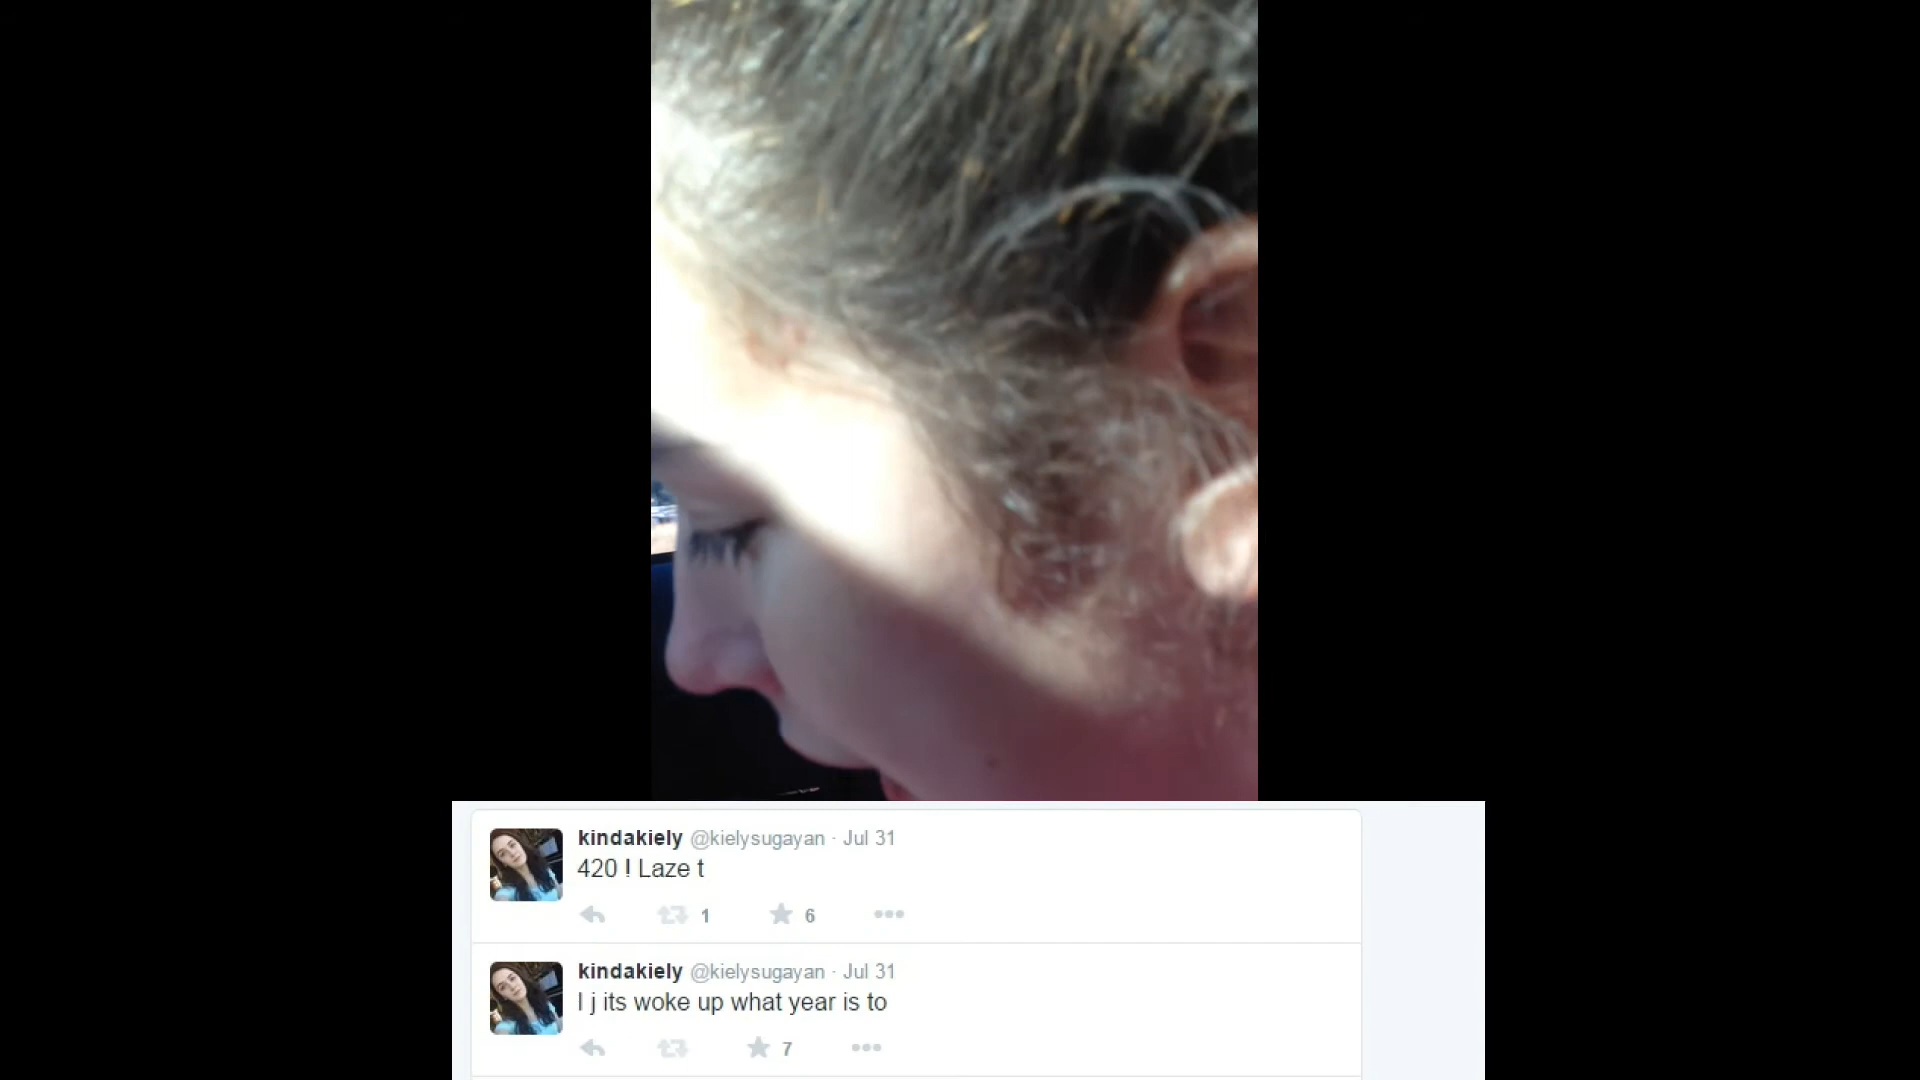 kindakiely @kielysugayan · Jul 31
420 ! Laze t
1 6
kindakiely @kielysugayan · Jul 31
I j its woke up what year is to
7